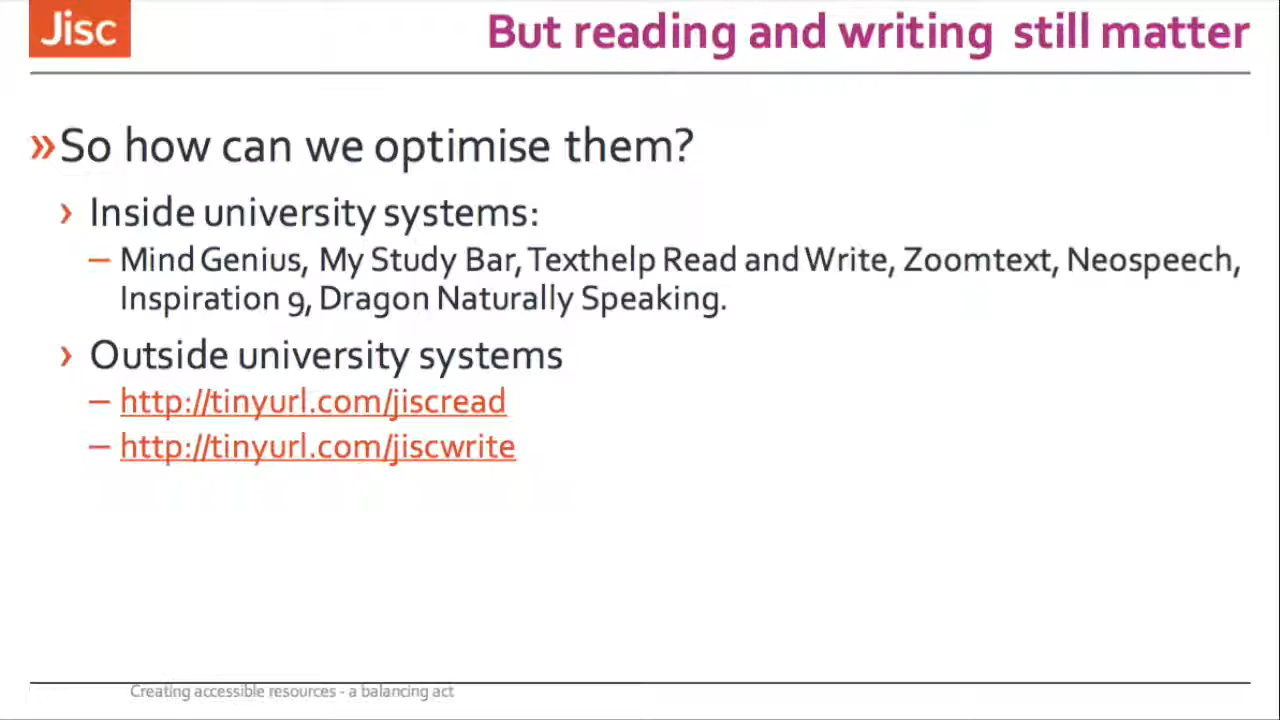 Jisc
But reading and writing still matter
»So how can we optimise them?
› Inside university systems:
– Mind Genius, My Study Bar, Texthelp Read and Write, Zoomtext, Neospeech,
Inspiration 9, Dragon Naturally Speaking.
› Outside university systems
– http://tinyurl.com/jiscread
– http://tinyurl.com/jiscwrite
Creating accessible resources - a balancing act